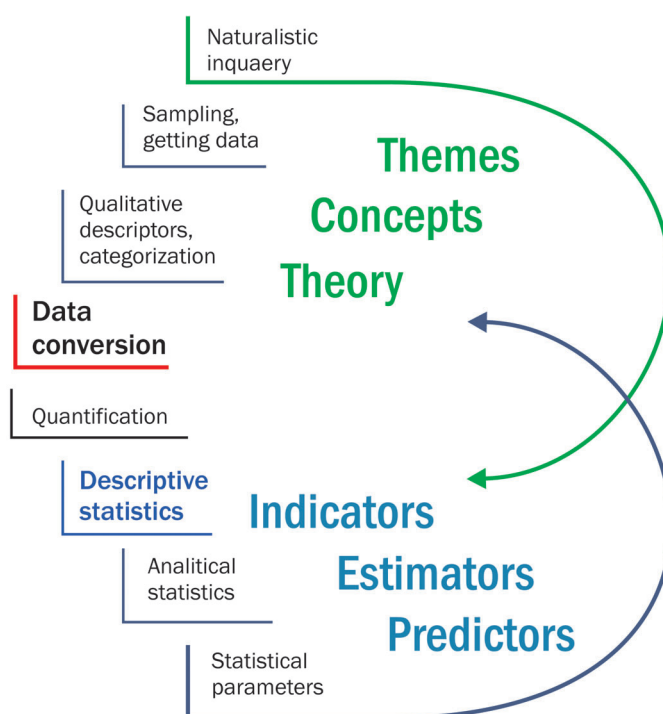 Naturalistic
inquaery
Sampling,
getting data
Themes
Qualitative
descriptors,
categorization
Concepts
Theory
Data
conversion
Quantification
Descriptive
statistics
Indicators
Analitical
statistics
Estimators
Predictors
Statistical
parameters